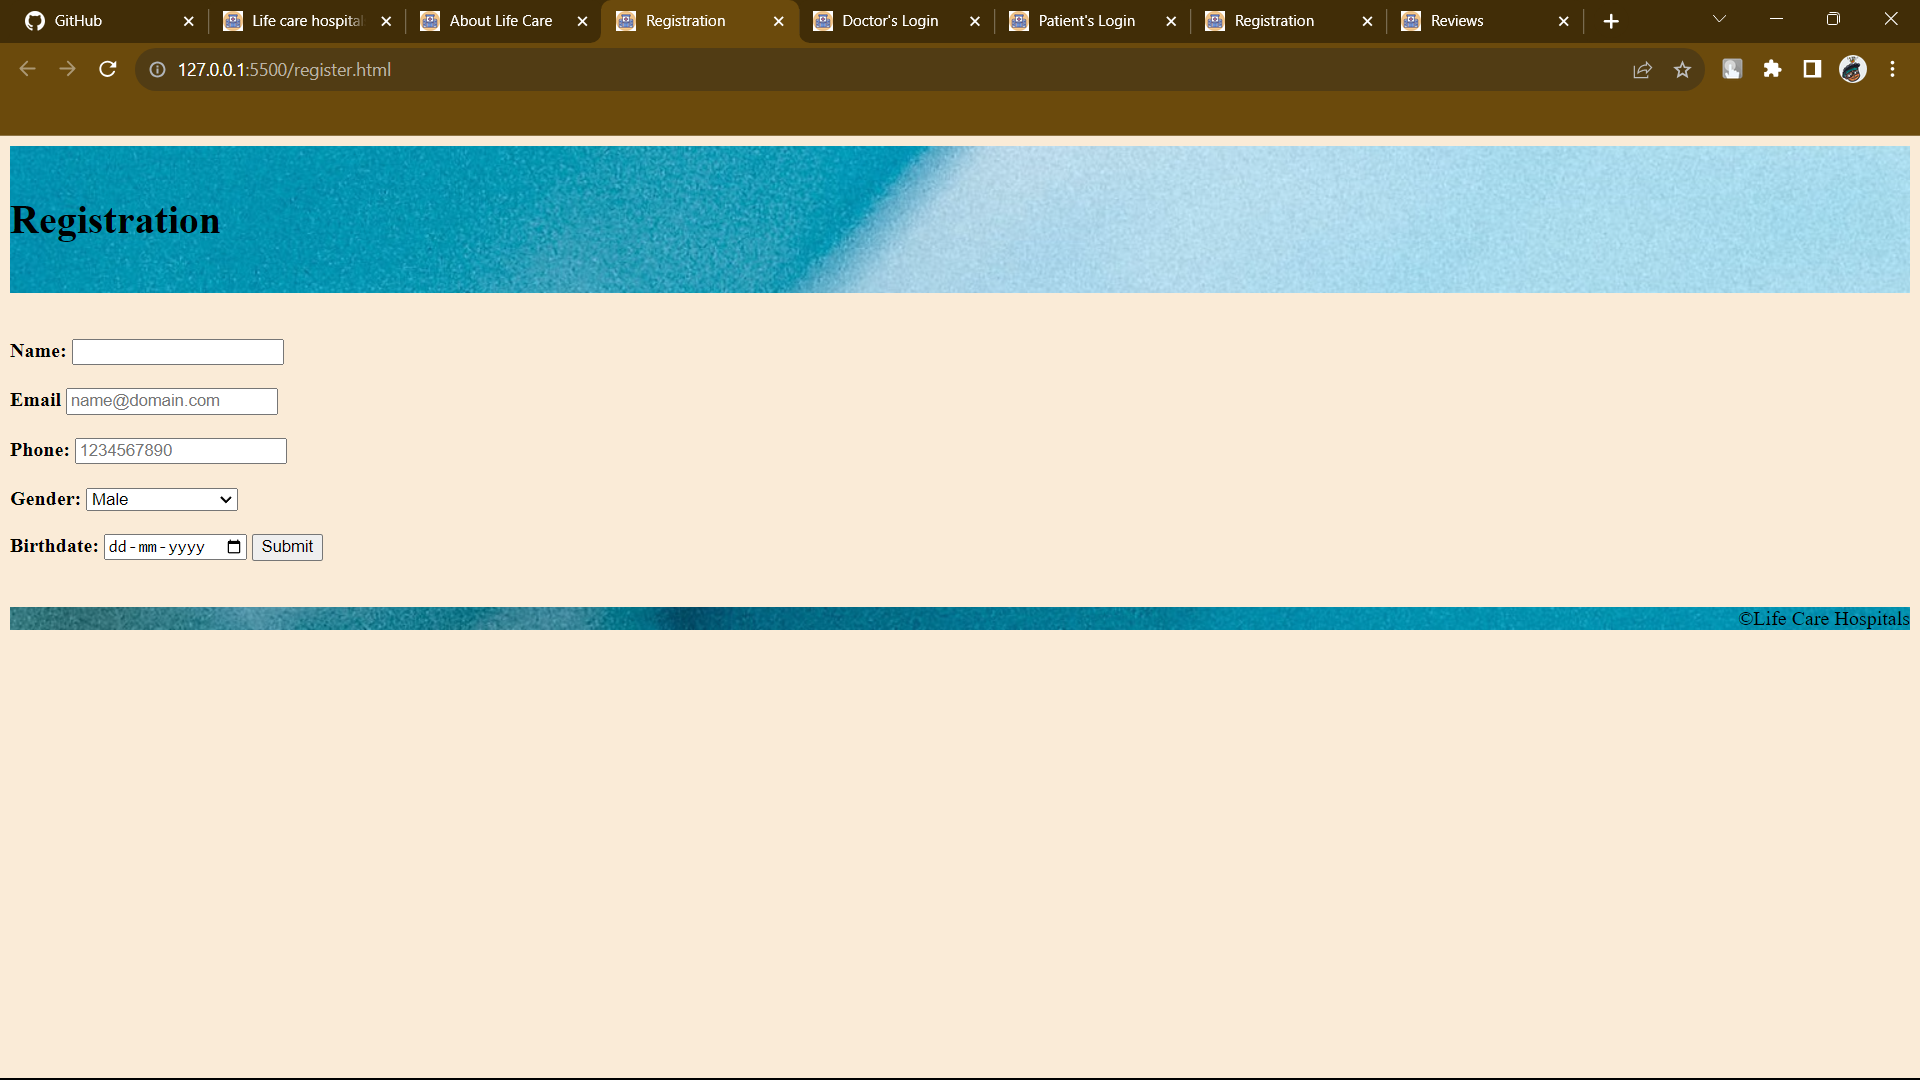 GitHub
Life care hospital
About Life Care
Registration
Doctor's Login
Patient's Login
Registration
Reviews
127.0.0.1:5500/register.html
Registration
Name:
Email name@domain.com
Phone: 1234567890
Gender: Male
Birthdate: dd-mm-yyyy Submit
©Life Care Hospitals